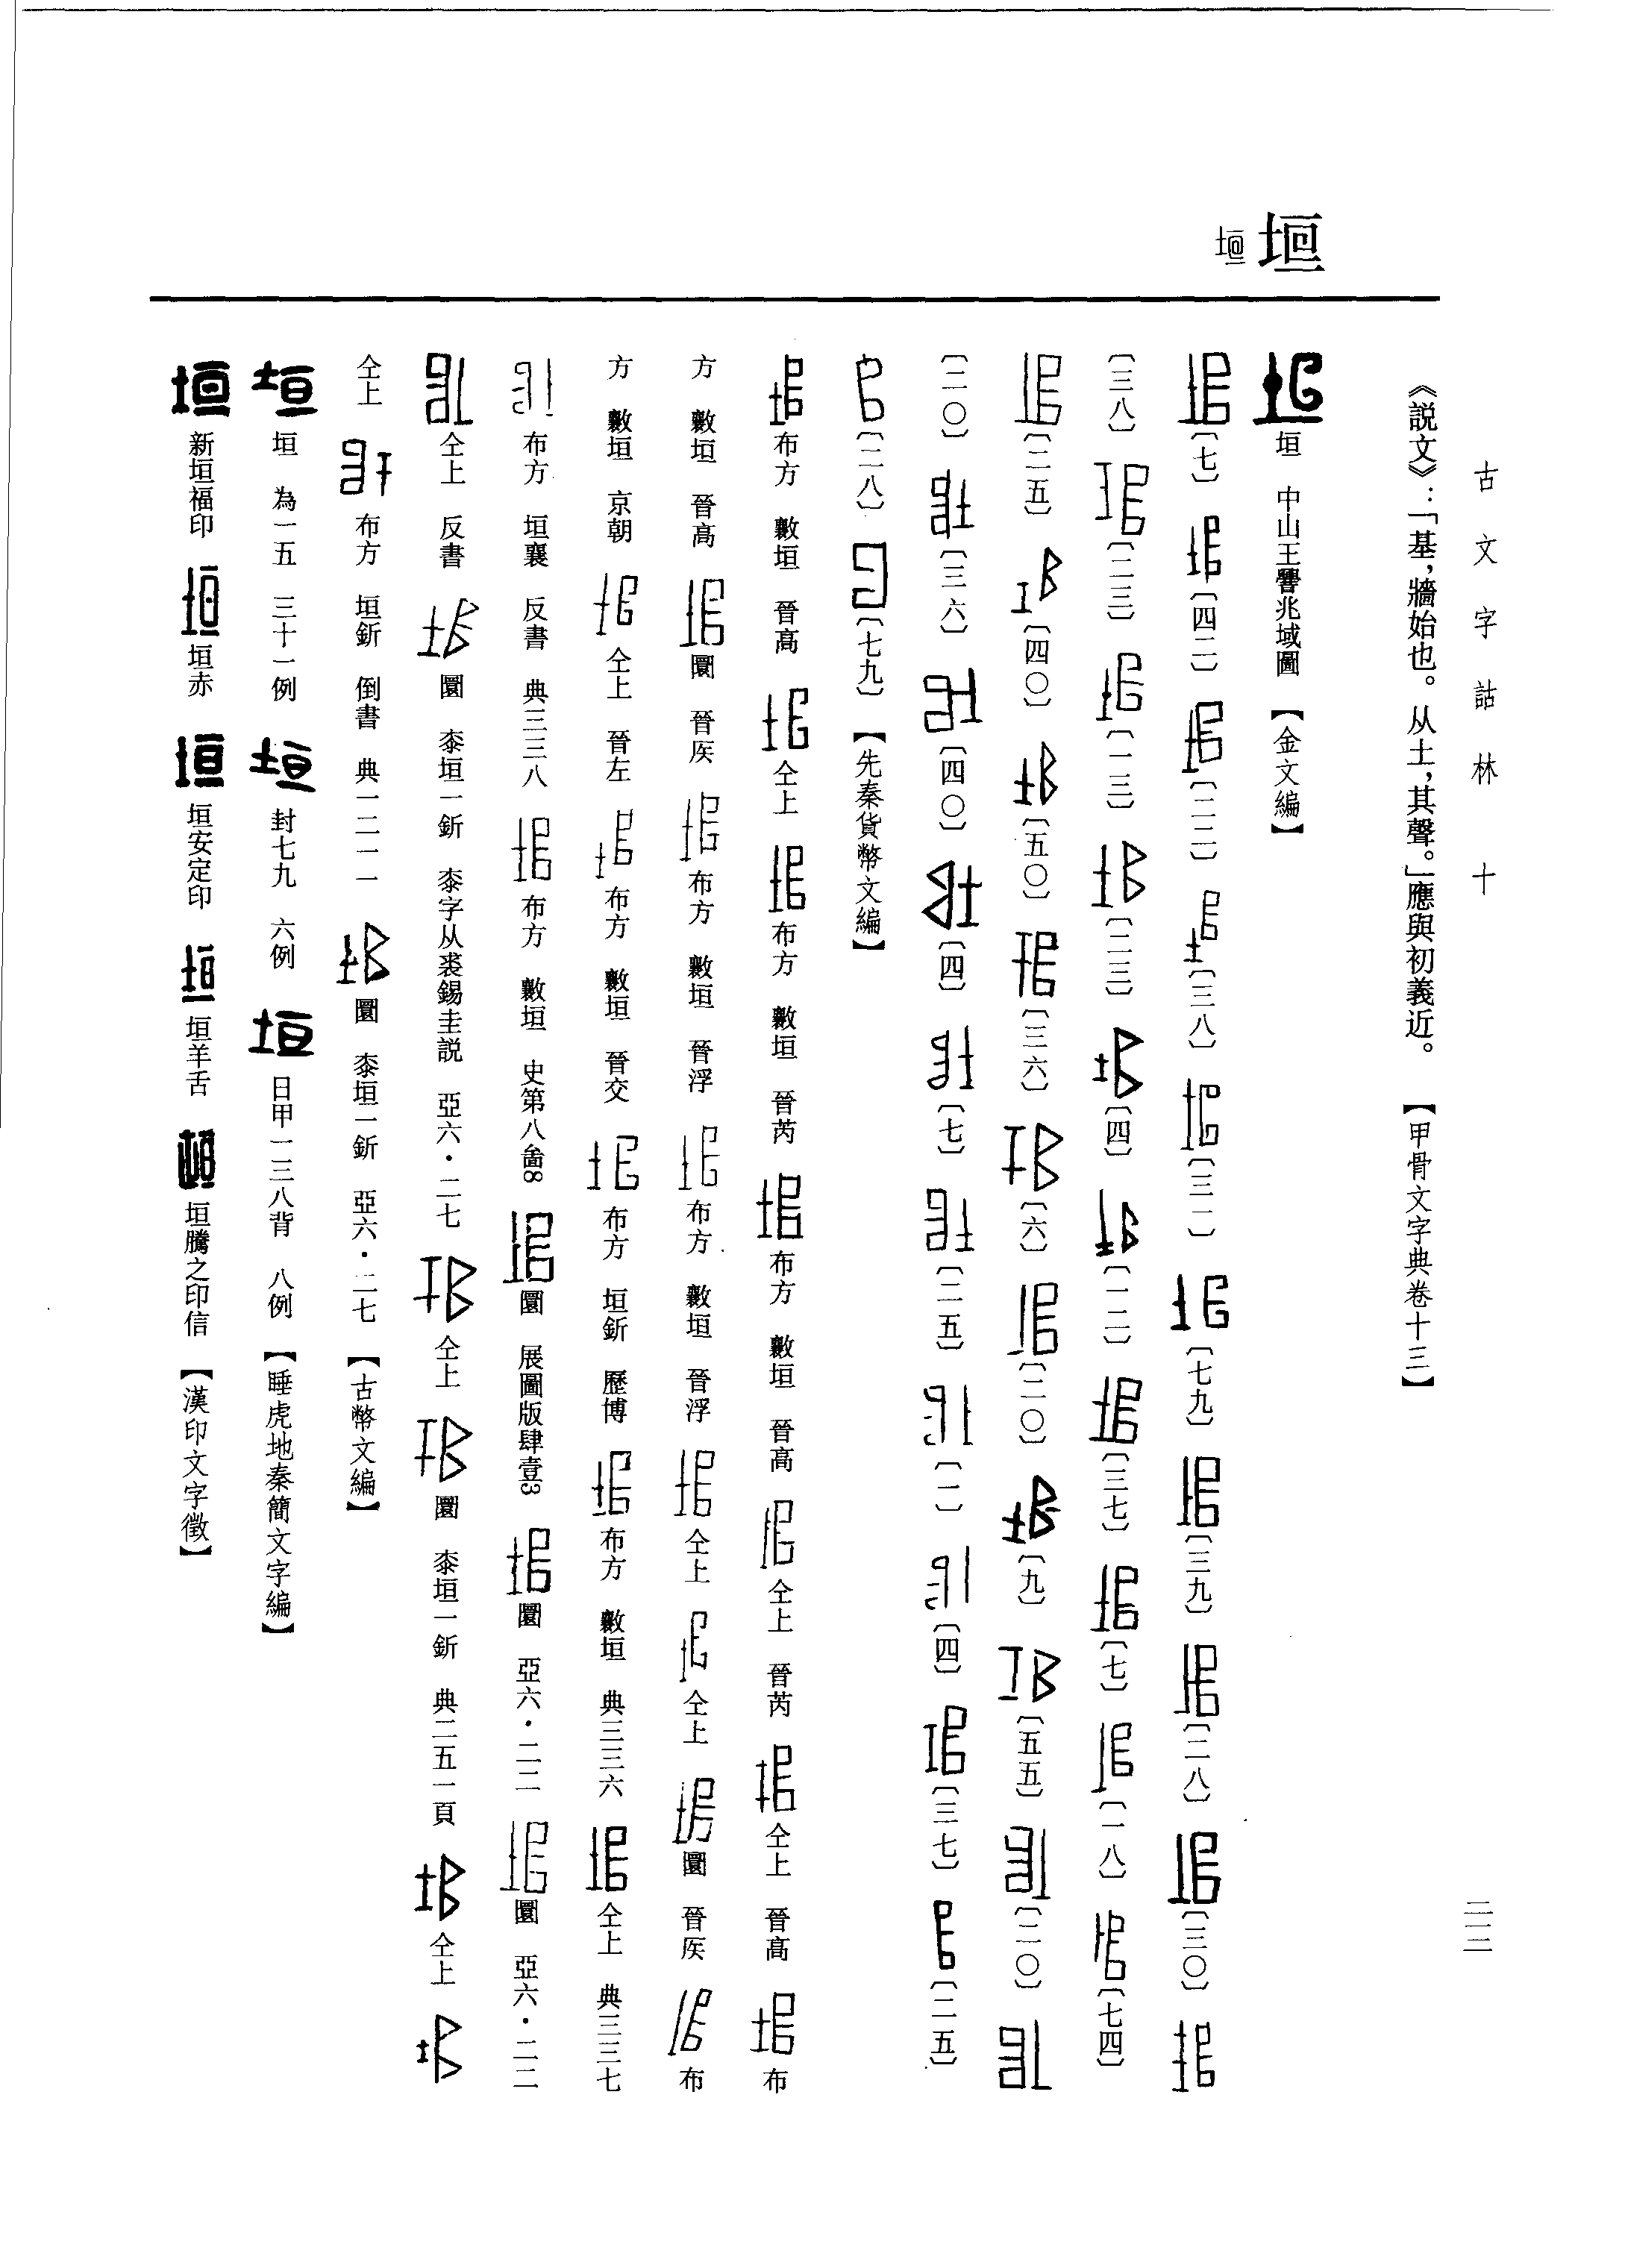 古文字詁林 十
二二二
垣
《説文》：「基，牆始也。从土，其聲。」應與初義近。 【甲骨文字典卷十三】
垣 中山王䰬兆域圖 【金文編】
〔七〕 〔四二〕 〔二二〕 〔三八〕 〔三一〕 〔七九〕 〔三九〕 〔二八〕 〔三〇〕
〔三八〕 〔二三〕 〔一三〕 〔二三〕 〔四〕 〔一二〕 〔三七〕 〔七〕 〔一八〕 〔七四〕
〔二五〕 〔四〇〕 〔五〇〕 〔三六〕 〔六〕 〔二〇〕 〔九〕 〔五五〕 〔二〇〕
〔二〇〕 〔三六〕 〔四〇〕 〔四〕 〔七〕 〔二五〕 〔二〕 〔四〕 〔三七〕 〔二五〕
〔二八〕 〔七九〕 【先秦貨幣文編】
布方 數垣 晉高 仝上 布方 數垣 晉芮 布方 數垣 晉高 仝上 晉芮 仝上 晉高 布
方 數垣 晉高 圜 晉矦 布方 數垣 晉浮 布方 數垣 晉浮 仝上 仝上 圜 晉矦 布
方 數垣 京朝 仝上 晉左 布方 數垣 晉交 布方 垣釿 歷博 布方 數垣 典三三六 仝上 典三三七
布方 垣襄 反書 典三三八 布方 數垣 史第八圖8 圜 展圖版肆壹3 圜 亞六·二二 圜 亞六·二二
仝上 反書 圜 桼垣一釿 桼字从裘錫圭説 亞六·二七 仝上 圜 桼垣一釿 典二五一頁 仝上
仝上 布方 垣釿 倒書 典一二一一 圜 桼垣一釿 亞六·二七 【古幣文編】
垣 為一五 三十一例 封七九 六例 日甲一三八背 八例 【睡虎地秦簡文字編】
新垣福印 垣赤 垣安定印 垣羊舌 垣騰之印信 【漢印文字徵】